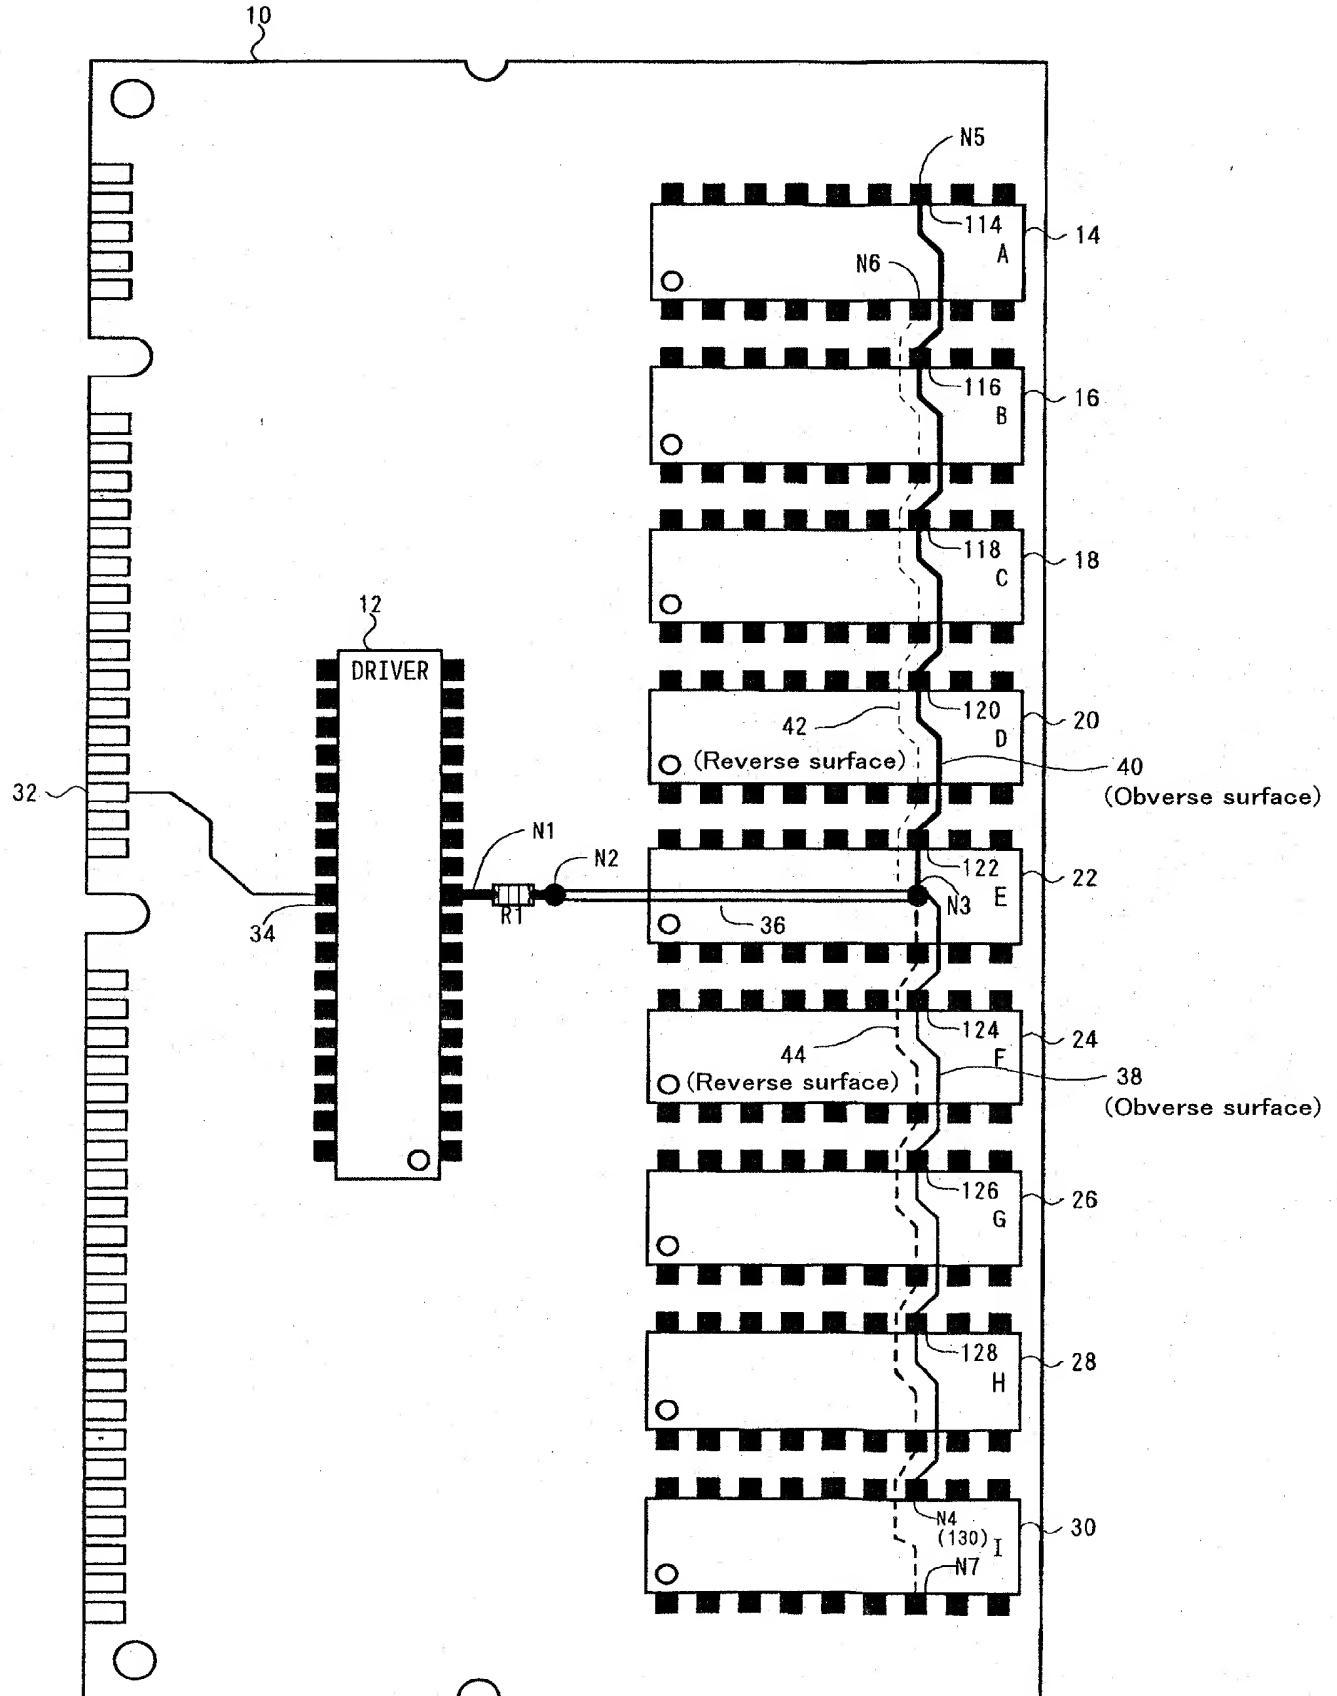 10
N5
114
14
A
N6
116
16
B
118
18
C
12
DRIVER
120
20
42
D
(Reverse surface)
40
32
(Obverse surface)
N1
N2
122
22
N3
E
R1
36
34
124
24
44
F
(Reverse surface)
38
(Obverse surface)
126
26
G
128
28
H
N4
(130)
30
I
N7